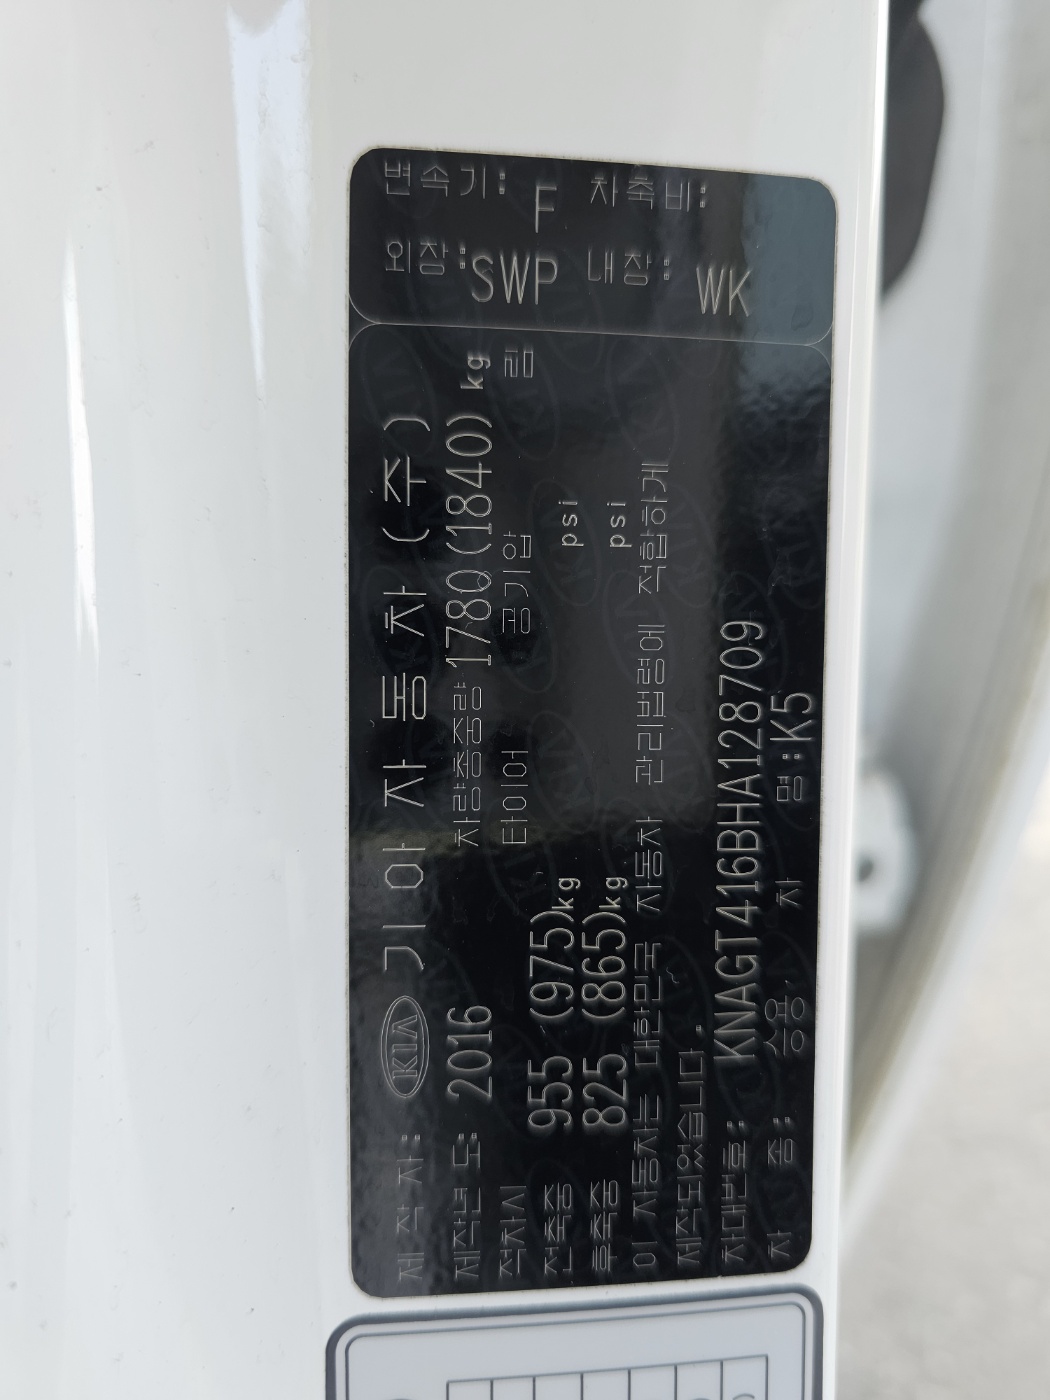 변속기: F 차축비:
외장: SWP 내장: WK
제 작 자: KIA 기아자동차(주)
제작년 도: 2016 차량총중량 1780(1840) kg
적차시 타이어 공기압 림
전축중 955 (975)kg psi
후축중 825 (865)kg psi
이 자동차는 대한민국 자동차 관리법령에 적합하게
제작되었습니다.
차대번호: KNAGT416BHA128709
차 종: 승용 차 명: K5